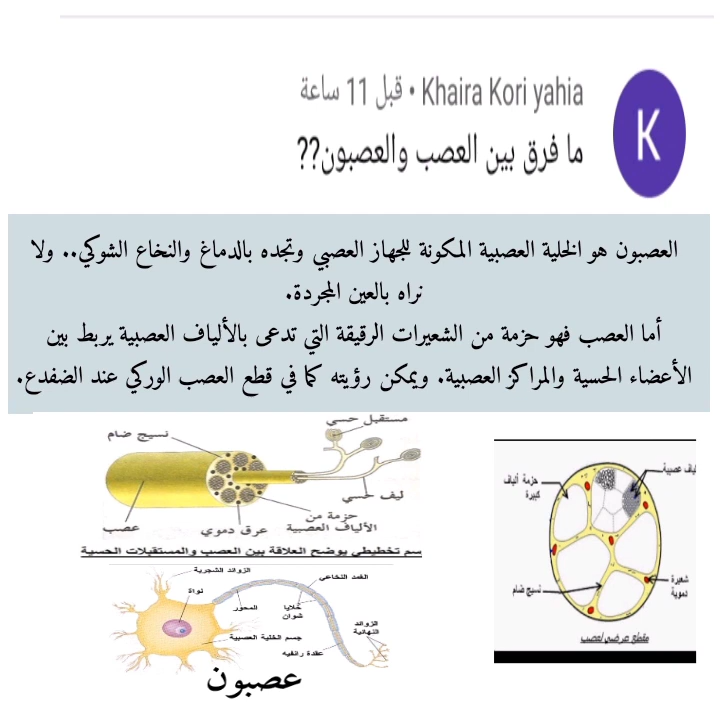 Khaira Kori yahia • قبل 11 ساعة
K
ما فرق بين العصب والعصبون??
العصبون هو الخلية العصبية المكونة للجهاز العصبي وتجده بالدماغ والنخاع الشوكي.. ولا
نراه بالعين المجردة.
أما العصب فهو حزمة من الشعيرات الرقيقة التي تدعى بالألياف العصبية يربط بين
الأعضاء الحسية والمراكز العصبية. ويمكن رؤيته كما في قطع العصب الوركي عند الضفدع.
مستقبل حسي
نسيج ضام
ليف حسي
حزمة من
الألياف العصبية
عرق دموي
عصب
سم تخطيطي يوضح العلاقة بين العصب والمستقبلات الحسية
الزوائد الشجرية
نواة
الغمد النخاعي
المحور
خلايا
شوان
الزوائد
النهائية
جسم الخلية العصبية
عقدة رانفيه
عصبون
لياف عصبية
حزمة ألياف
كبيرة
شعيرة
دموية
نسيج ضام
مقطع عرضي لعصب